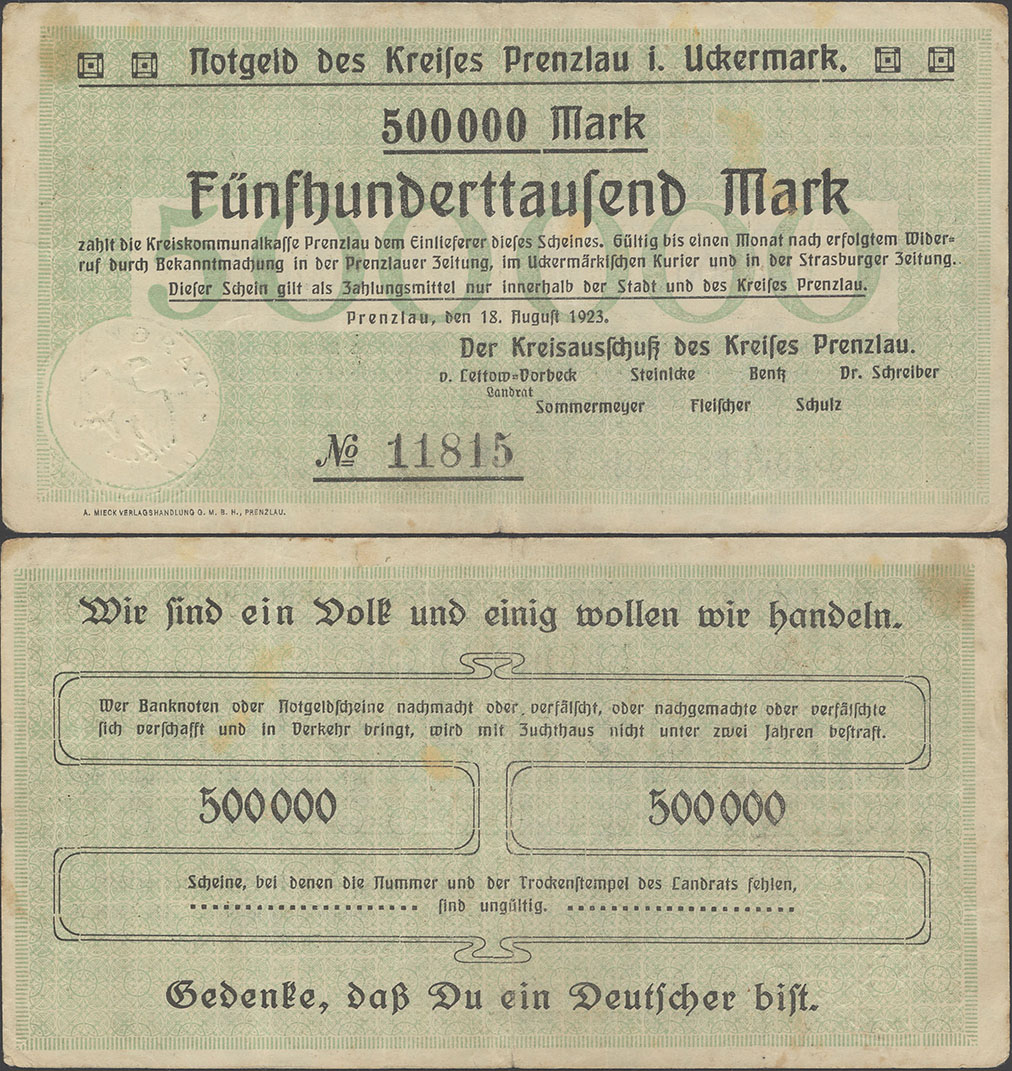 Notgeld des Kreiſes Prenzlau i. Uckermark.
500000 Mark
Fünfhunderttauſend Mark
500000
zahlt die Kreiskommunalkaſſe Prenzlau dem Einlieferer dieſes Scheines. Gültig bis einen Monat nach erfolgtem Wider=
ruf durch Bekanntmachung in der Prenzlauer Zeitung, im Uckermärkiſchen Kurier und in der Strasburger Zeitung.
Dieſer Schein gilt als Zahlungsmittel nur innerhalb der Stadt und des Kreiſes Prenzlau.
Prenzlau, den 18. Auguſt 1923.
Der Kreisausſchuß des Kreiſes Prenzlau.
v. Lettow=Vorbeck Steinicke Bentz Dr. Schreiber
Landrat
Sommermeyer Fleiſcher Schulz
No 11815
A. MIECK VERLAGSHANDLUNG G. M. B. H., PRENZLAU.
Wir ſind ein Volk und einig wollen wir handeln.
Wer Banknoten oder Notgeldſcheine nachmacht oder verfälſcht, oder nachgemachte oder verfälſchte
ſich verſchafft und in Verkehr bringt, wird mit Zuchthaus nicht unter zwei Jahren beſtraft.
500000 500000
Scheine, bei denen die Nummer und der Trockenſtempel des Landrats fehlen,
ſind ungültig.
Gedenke, daß Du ein Deutſcher biſt.